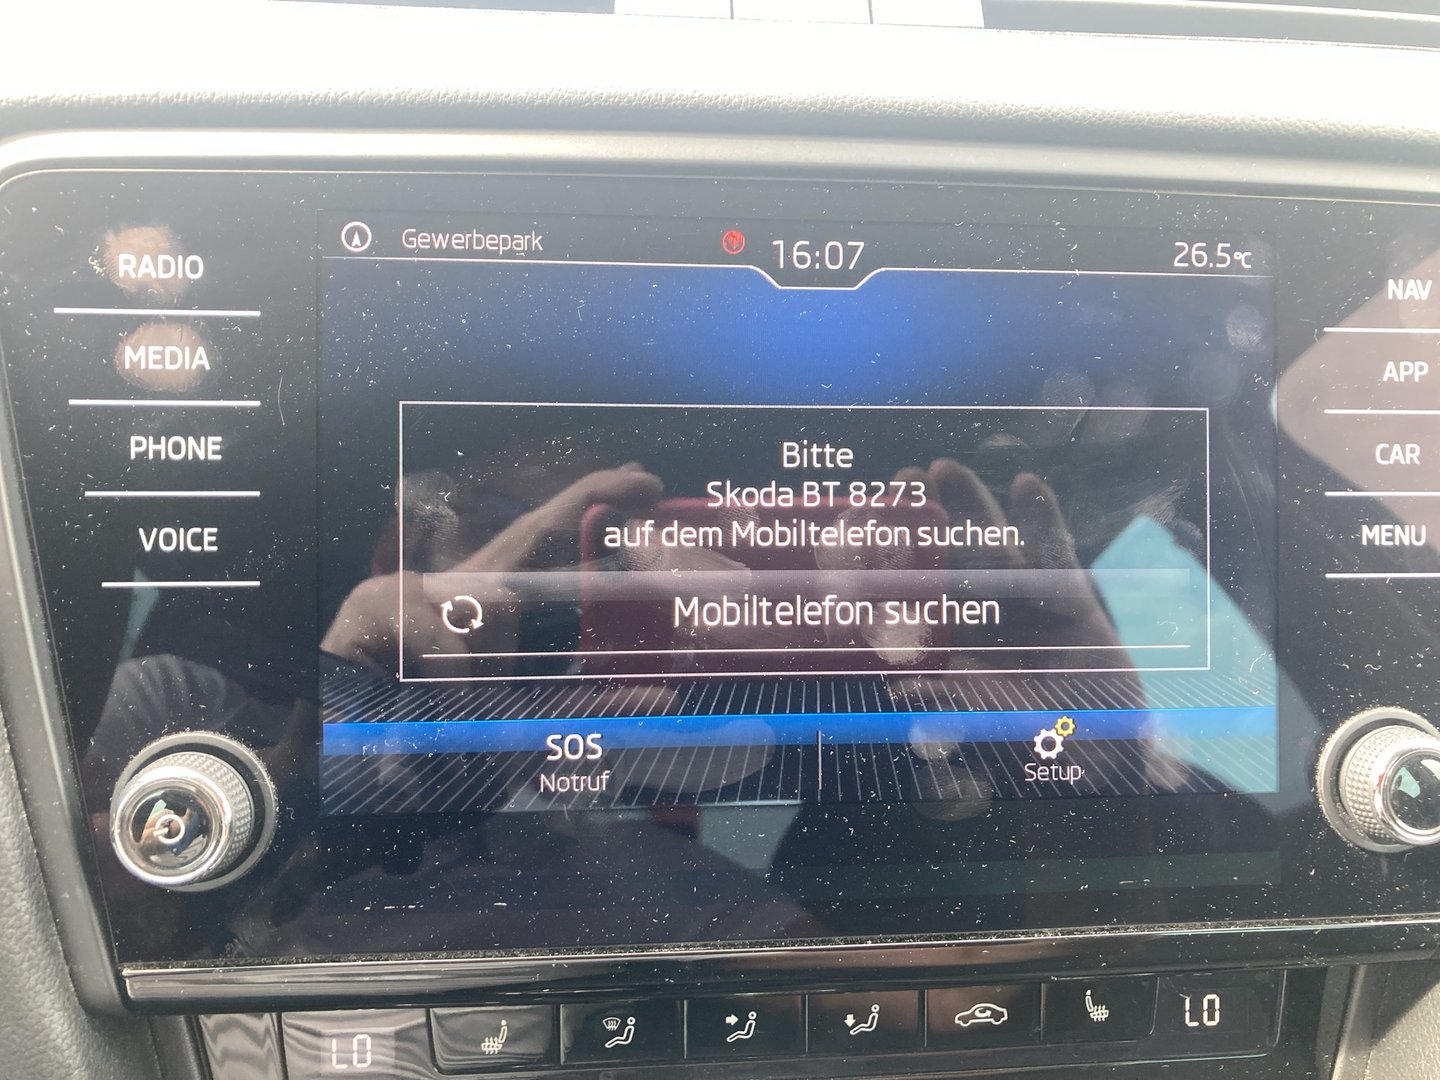 Gewerbepark 16:07 26.5°C
RADIO
MEDIA
PHONE
VOICE
Bitte
Skoda BT 8273
auf dem Mobiltelefon suchen.
Mobiltelefon suchen
SOS
Notruf
Setup
NAV
APP
CAR
MENU
LO
LO